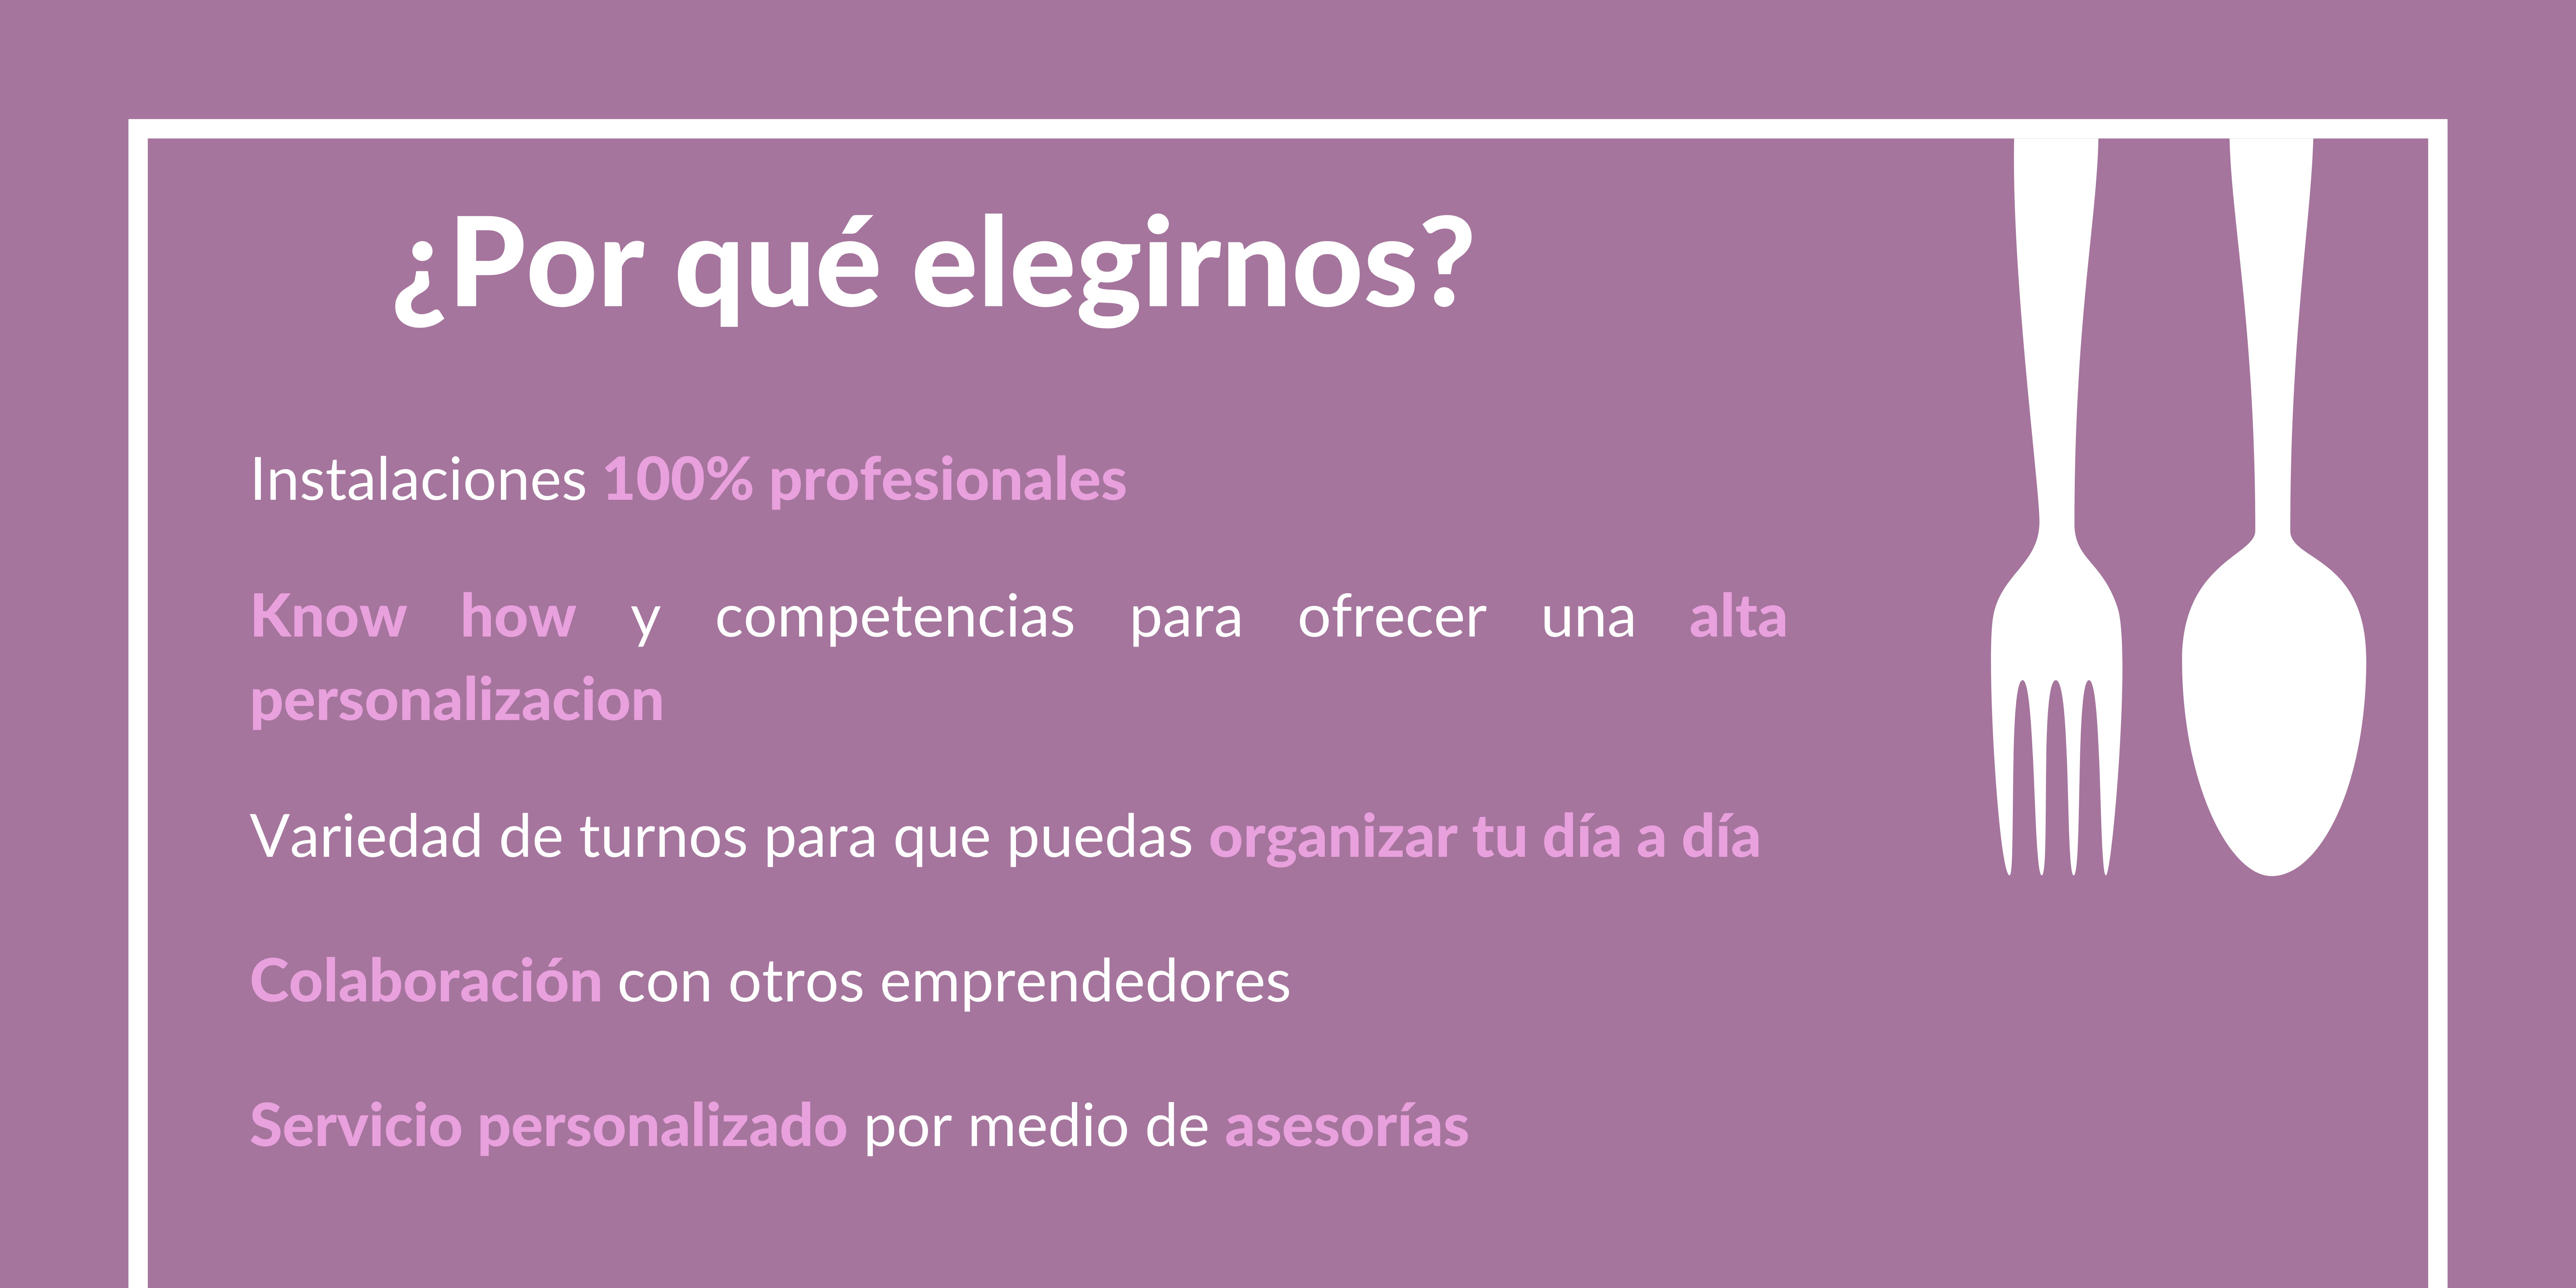 ¿Por qué elegirnos?
Instalaciones 100% profesionales
Know how y competencias para ofrecer una alta
personalizacion
Variedad de turnos para que puedas organizar tu día a día
Colaboración con otros emprendedores
Servicio personalizado por medio de asesorías